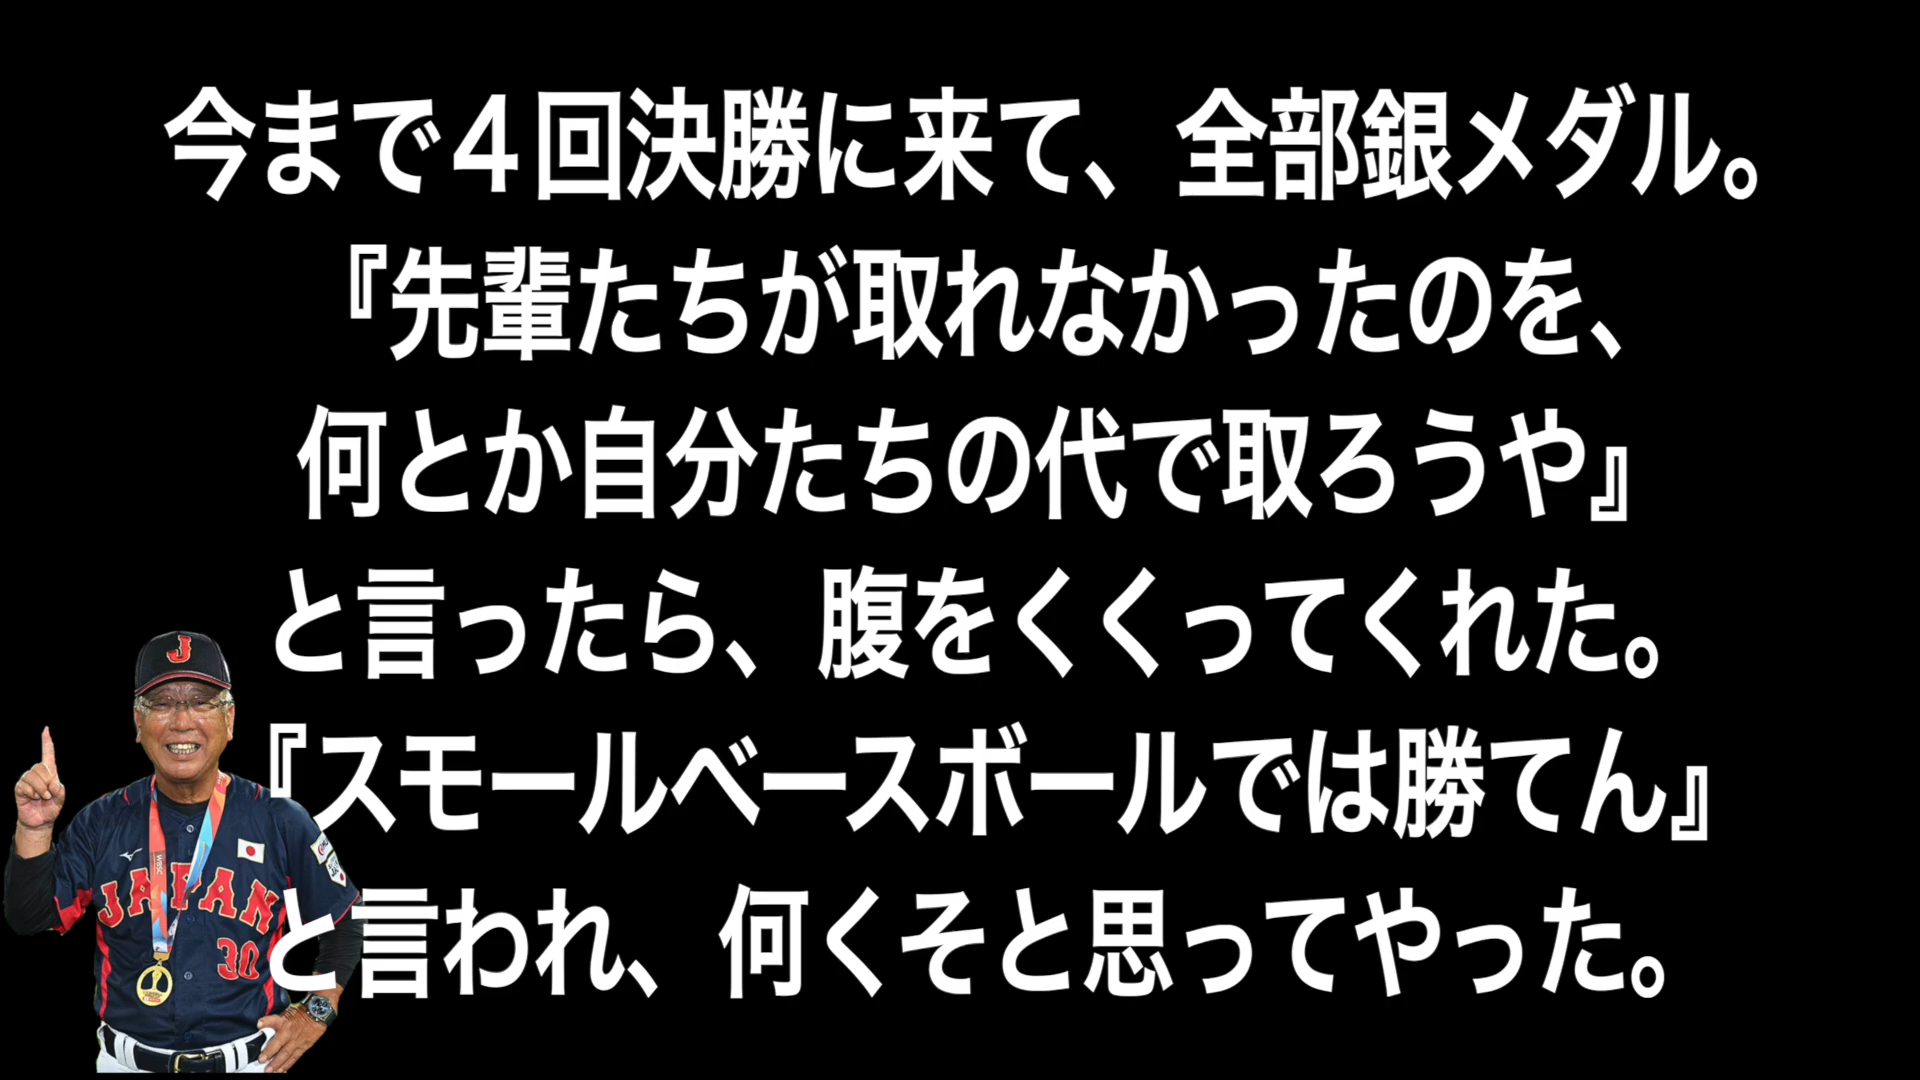 今まで４回決勝に来て、全部銀メダル。
『先輩たちが取れなかったのを、
何とか自分たちの代で取ろうや』
と言ったら、腹をくくってくれた。
『スモールベースボールでは勝てん』
と言われ、何くそと思ってやった。
J
WBSC
JAPAN
30